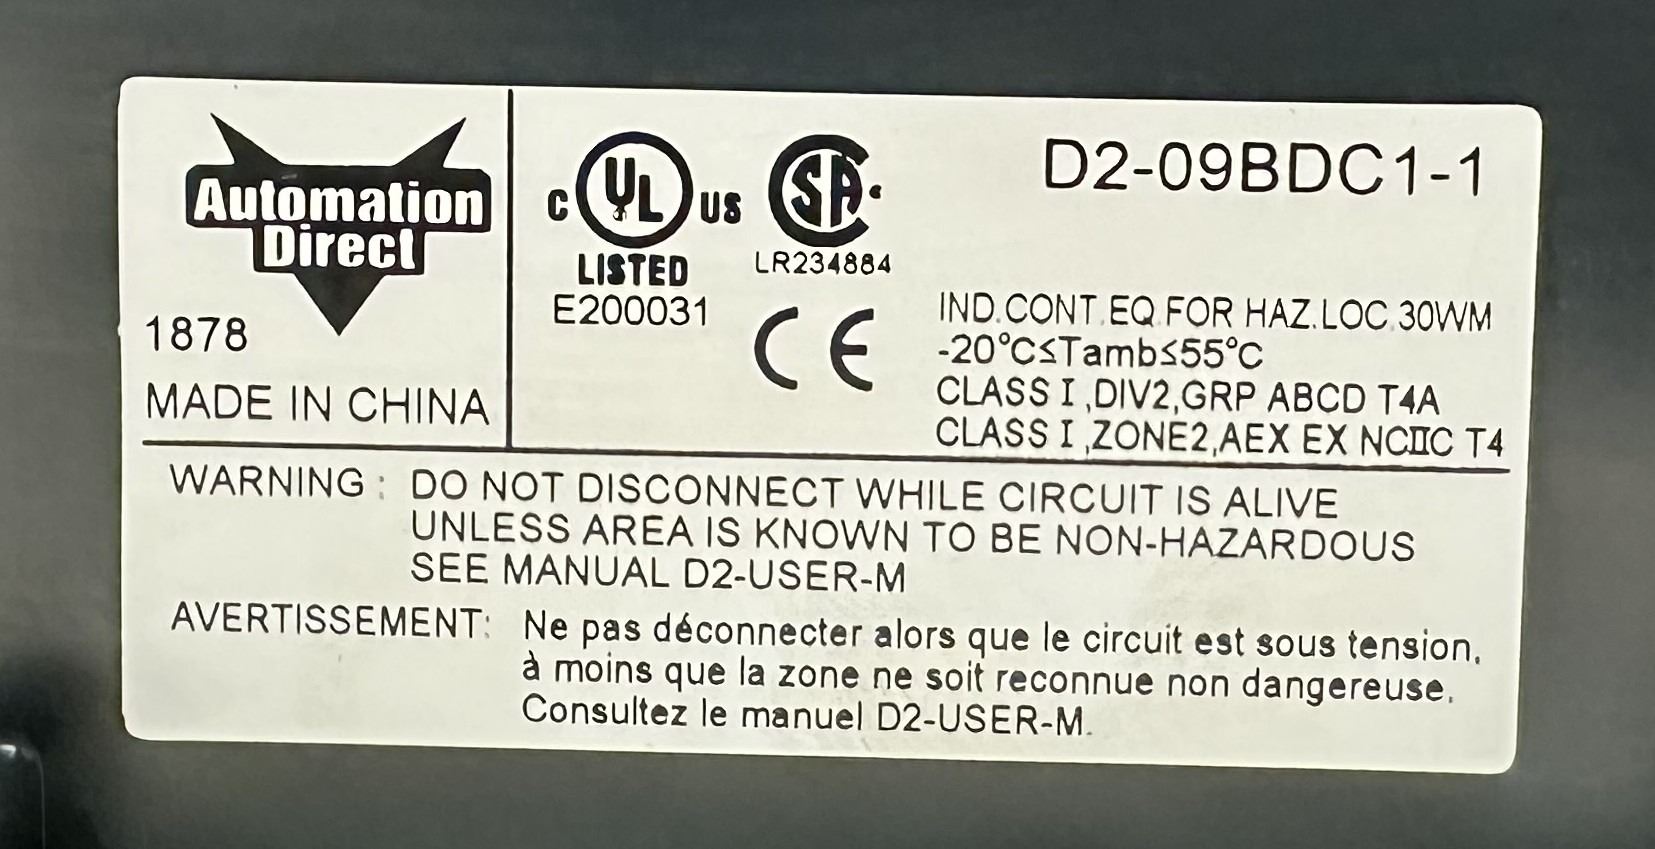 Automation
Direct
1878
MADE IN CHINA
C UL US
LISTED
E200031
SA
LR234884
CE
D2-09BDC1-1
IND.CONT.EQ.FOR HAZ.LOC.30WM
-20°C≤Tamb≤55°C
CLASS I ,DIV2,GRP ABCD T4A
CLASS I ,ZONE2,AEX EX NCIIC T4
WARNING : DO NOT DISCONNECT WHILE CIRCUIT IS ALIVE
UNLESS AREA IS KNOWN TO BE NON-HAZARDOUS
SEE MANUAL D2-USER-M
AVERTISSEMENT: Ne pas déconnecter alors que le circuit est sous tension,
à moins que la zone ne soit reconnue non dangereuse.
Consultez le manuel D2-USER-M.